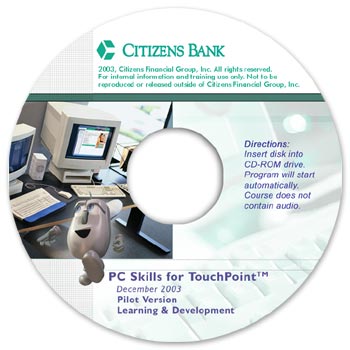 CITIZENS BANK
2003, Citizens Financial Group, Inc. All rights reserved.
For internal information and training use only. Not to be
reproduced or released outside of Citizens Financial Group, Inc.
Directions:
Insert disk into
CD-ROM drive.
Program will start
automatically.
Course does not
contain audio.
PC Skills for TouchPoint™
December 2003
Pilot Version
Learning & Development